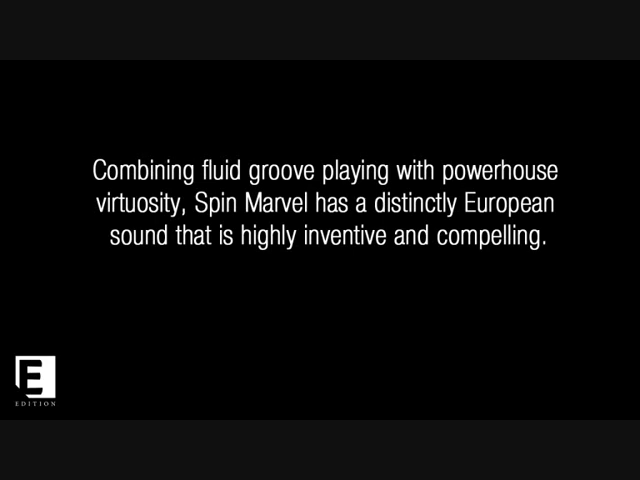 Combining fluid groove playing with powerhouse
virtuosity, Spin Marvel has a distinctly European
sound that is highly inventive and compelling.
E
EDITION